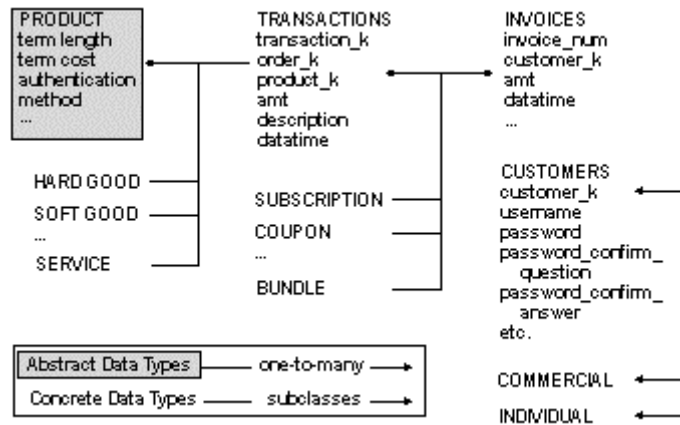 PRODUCT
term length
term cost
authentication
method
...
HARD GOOD
SOFT GOOD
...
SERVICE
TRANSACTIONS
transaction_k
order_k
product_k
amt
description
datatime
SUBSCRIPTION
COUPON
...
BUNDLE
INVOICES
invoice_num
customer_k
amt
datatime
...
CUSTOMERS
customer_k
username
password
password_confirm_
question
password_confirm_
answer
etc.
COMMERCIAL
INDIVIDUAL
Abstract Data Types one-to-many
Concrete Data Types subclasses